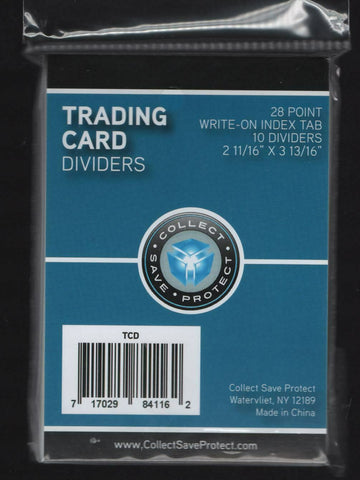 TRADING
CARD
DIVIDERS
28 POINT
WRITE-ON INDEX TAB
10 DIVIDERS
2 11/16" X 3 13/16"
COLLECT
SAVE • PROTECT
TCD
7 17029 84116 2
Collect Save Protect
Watervliet, NY 12189
Made in China
www.CollectSaveProtect.com